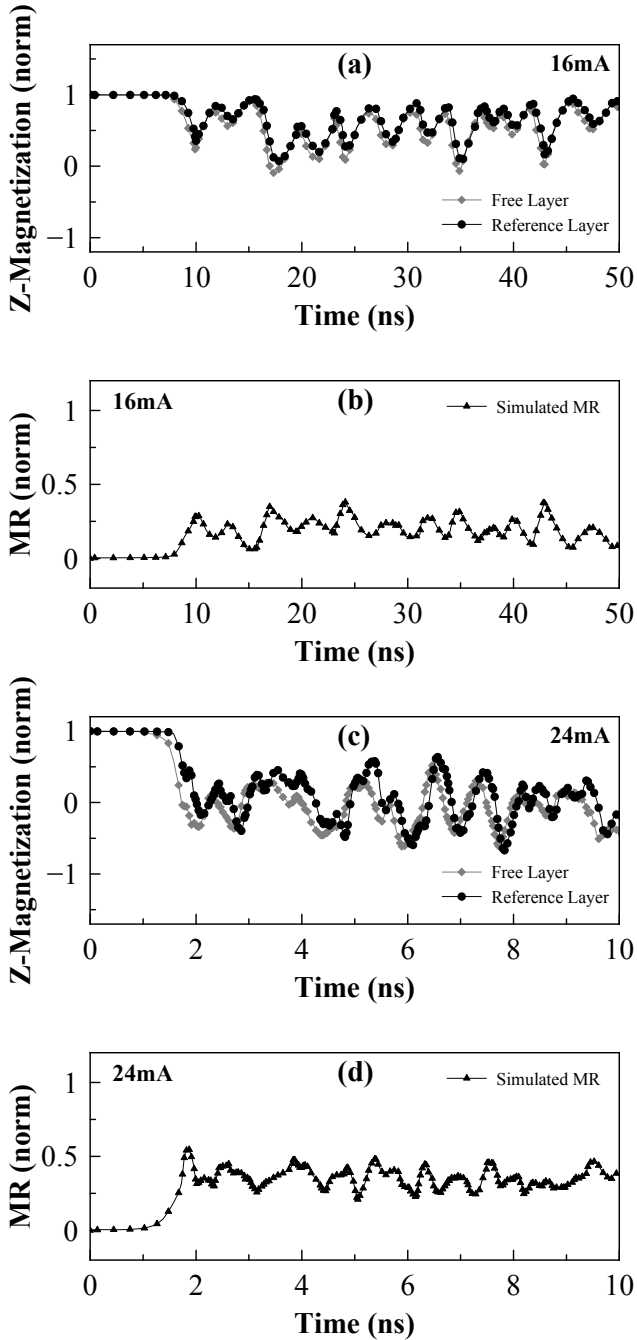 (a) 16mA
Z-Magnetization (norm)
1
0
−1
Free Layer
Reference Layer
0 10 20 30 40 50
Time (ns)
16mA (b) Simulated MR
MR (norm)
1
0.5
0
0 10 20 30 40 50
Time (ns)
(c) 24mA
Z-Magnetization (norm)
1
0
−1
Free Layer
Reference Layer
0 2 4 6 8 10
Time (ns)
24mA (d) Simulated MR
MR (norm)
1
0.5
0
0 2 4 6 8 10
Time (ns)